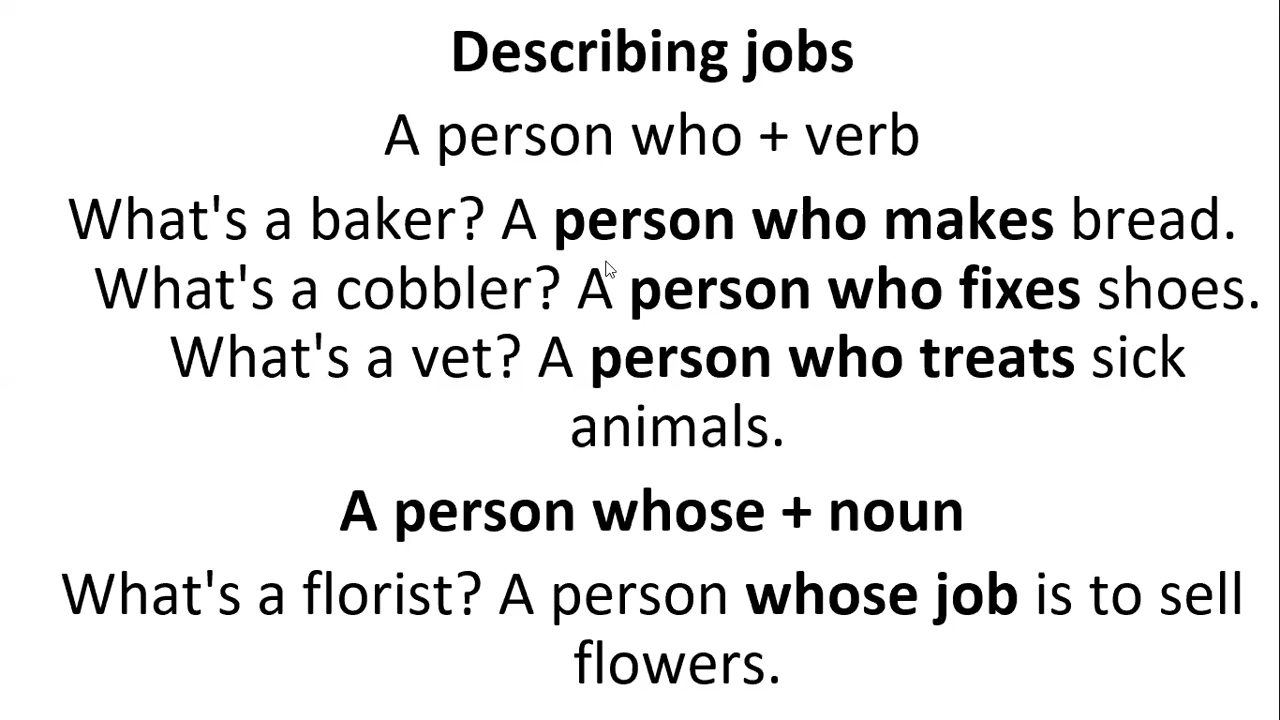 Describing jobs
A person who + verb
What's a baker? A person who makes bread.
What's a cobbler? A person who fixes shoes.
What's a vet? A person who treats sick
animals.
A person whose + noun
What's a florist? A person whose job is to sell
flowers.